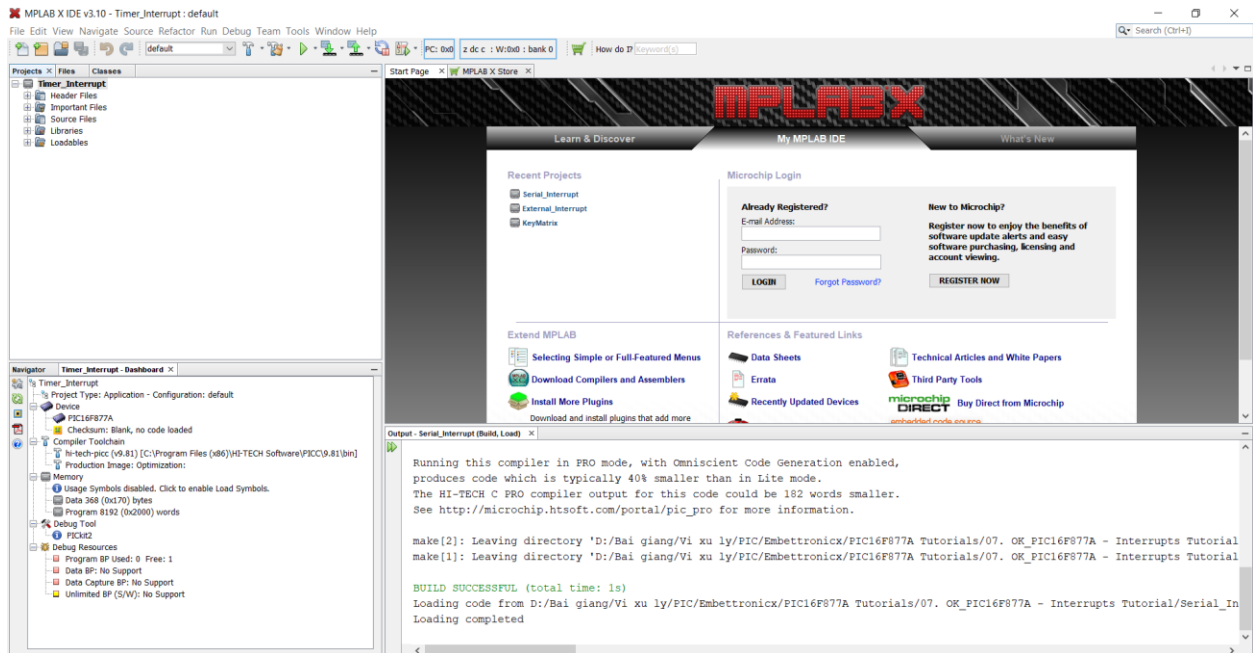 MPLAB X IDE v3.10 - Timer_Interrupt : default
File Edit View Navigate Source Refactor Run Debug Team Tools Window Help
Search (Ctrl+I)
default
PC: 0x0
z dc c : W:0x0 : bank 0
How do I?
Keyword(s)
Projects
Files
Classes
Timer_Interrupt
Header Files
Important Files
Source Files
Libraries
Loadables
Start Page
MPLAB X Store
MPLABX
Learn & Discover
My MPLAB IDE
What's New
Recent Projects
Serial_Interrupt
External_Interrupt
KeyMatrix
Microchip Login
Already Registered?
E-mail Address:
Password:
LOGIN
Forgot Password?
New to Microchip?
Register now to enjoy the benefits of
software update alerts and easy
software purchasing, licensing and
account viewing.
REGISTER NOW
Extend MPLAB
Selecting Simple or Full-Featured Menus
Download Compilers and Assemblers
Install More Plugins
Download and install plugins that add more
References & Featured Links
Data Sheets
Errata
Recently Updated Devices
Technical Articles and White Papers
Third Party Tools
MICROCHIP DIRECT
Buy Direct from Microchip
embedded code source
Navigator
Timer_Interrupt - Dashboard
Timer_Interrupt
Project Type: Application - Configuration: default
Device
PIC16F877A
Checksum: Blank, no code loaded
Compiler Toolchain
hi-tech-picc (v9.81) [C:\Program Files (x86)\HI-TECH Software\PICC\9.81\bin]
Production Image: Optimization:
Memory
Usage Symbols disabled. Click to enable Load Symbols.
Data 368 (0x170) bytes
Program 8192 (0x2000) words
Debug Tool
PICkit2
Debug Resources
Program BP Used: 0 Free: 1
Data BP: No Support
Data Capture BP: No Support
Unlimited BP (S/W): No Support
Output - Serial_Interrupt (Build, Load)
Running this compiler in PRO mode, with Omniscient Code Generation enabled,
produces code which is typically 40% smaller than in Lite mode.
The HI-TECH C PRO compiler output for this code could be 182 words smaller.
See http://microchip.htsoft.com/portal/pic_pro for more information.
make[2]: Leaving directory 'D:/Bai giang/Vi xu ly/PIC/Embettronicx/PIC16F877A Tutorials/07. OK_PIC16F877A - Interrupts Tutorial
make[1]: Leaving directory 'D:/Bai giang/Vi xu ly/PIC/Embettronicx/PIC16F877A Tutorials/07. OK_PIC16F877A - Interrupts Tutorial
BUILD SUCCESSFUL (total time: 1s)
Loading code from D:/Bai giang/Vi xu ly/PIC/Embettronicx/PIC16F877A Tutorials/07. OK_PIC16F877A - Interrupts Tutorial/Serial_In
Loading completed